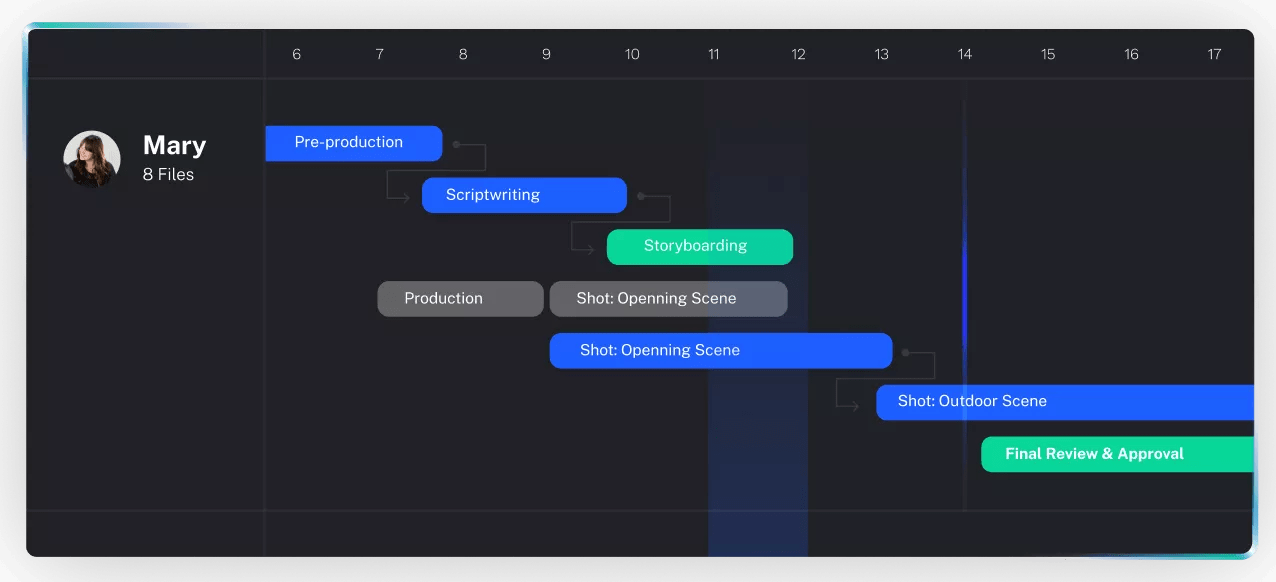 6 7 8 9 10 11 12 13 14 15 16 17
Mary
8 Files
Pre-production
Scriptwriting
Storyboarding
Production
Shot: Openning Scene
Shot: Openning Scene
Shot: Outdoor Scene
Final Review & Approval